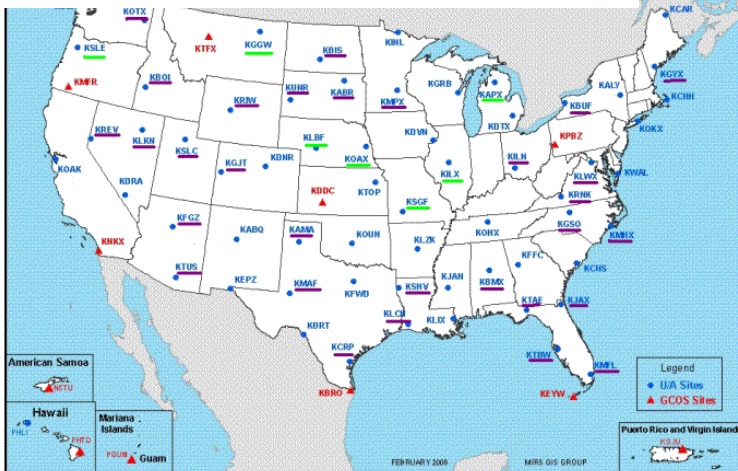 KOTX
KTFX
KGGW
KBIS
KINL
KCAR
KSLE
KMFR
KBOI
KRIW
KUNR
KABR
KMPX
KGRB
KAPX
KDTX
KBUF
KALY
KGYX
KCHH
KOKX
KREV
KLKN
KSLC
KGJT
KDNR
KLBF
KOAX
KDVN
KILX
KILN
KPBZ
KLWX
KWAL
KOAK
KDRA
KDDC
KTOP
KSGF
KRNK
KGSO
KMHX
KNKX
KFGZ
KABQ
KAMA
KOUN
KLZK
KOHX
KFFC
KCHS
KTUS
KEPZ
KMAF
KFWD
KSHV
KJAN
KBMX
KTAE
KJAX
KDRT
KCRP
KLCH
KLIX
KTBW
KMFL
KBRO
KEYW
American Samoa
NSTU
Hawaii
PHLI
PHTO
Mariana
Islands
PGUM
Guam
Legend
U/A Sites
GCOS Sites
Puerto Rico and Virgin Island
KSJU
FEBRUARY 2006
MIRS GIS GROUP